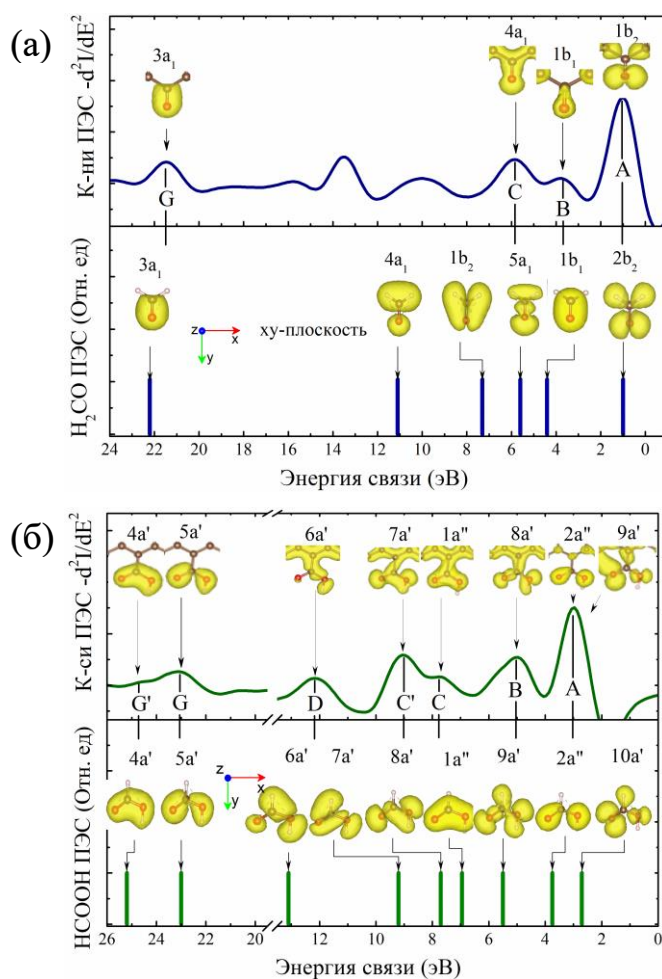 (а)
К-ни ПЭС -d²I/dE²
3a₁
4a₁
1b₁
1b₂
G
C
B
A
H₂CO ПЭС (Отн. ед)
3a₁
4a₁
1b₂
5a₁
1b₁
2b₂
z
x
y
xy-плоскость
24 22 20 18 16 14 12 10 8 6 4 2 0
Энергия связи (эВ)
(б)
К-си ПЭС -d²I/dE²
4a' 5a' 6a' 7a' 1a" 8a' 2a" 9a'
G' G D C' C B A
HCOOH ПЭС (Отн. ед)
4a' 5a' 6a' 7a' 8a' 1a" 9a' 2a" 10a'
z
x
y
26 24 22 20 12 10 8 6 4 2 0
Энергия связи (эВ)